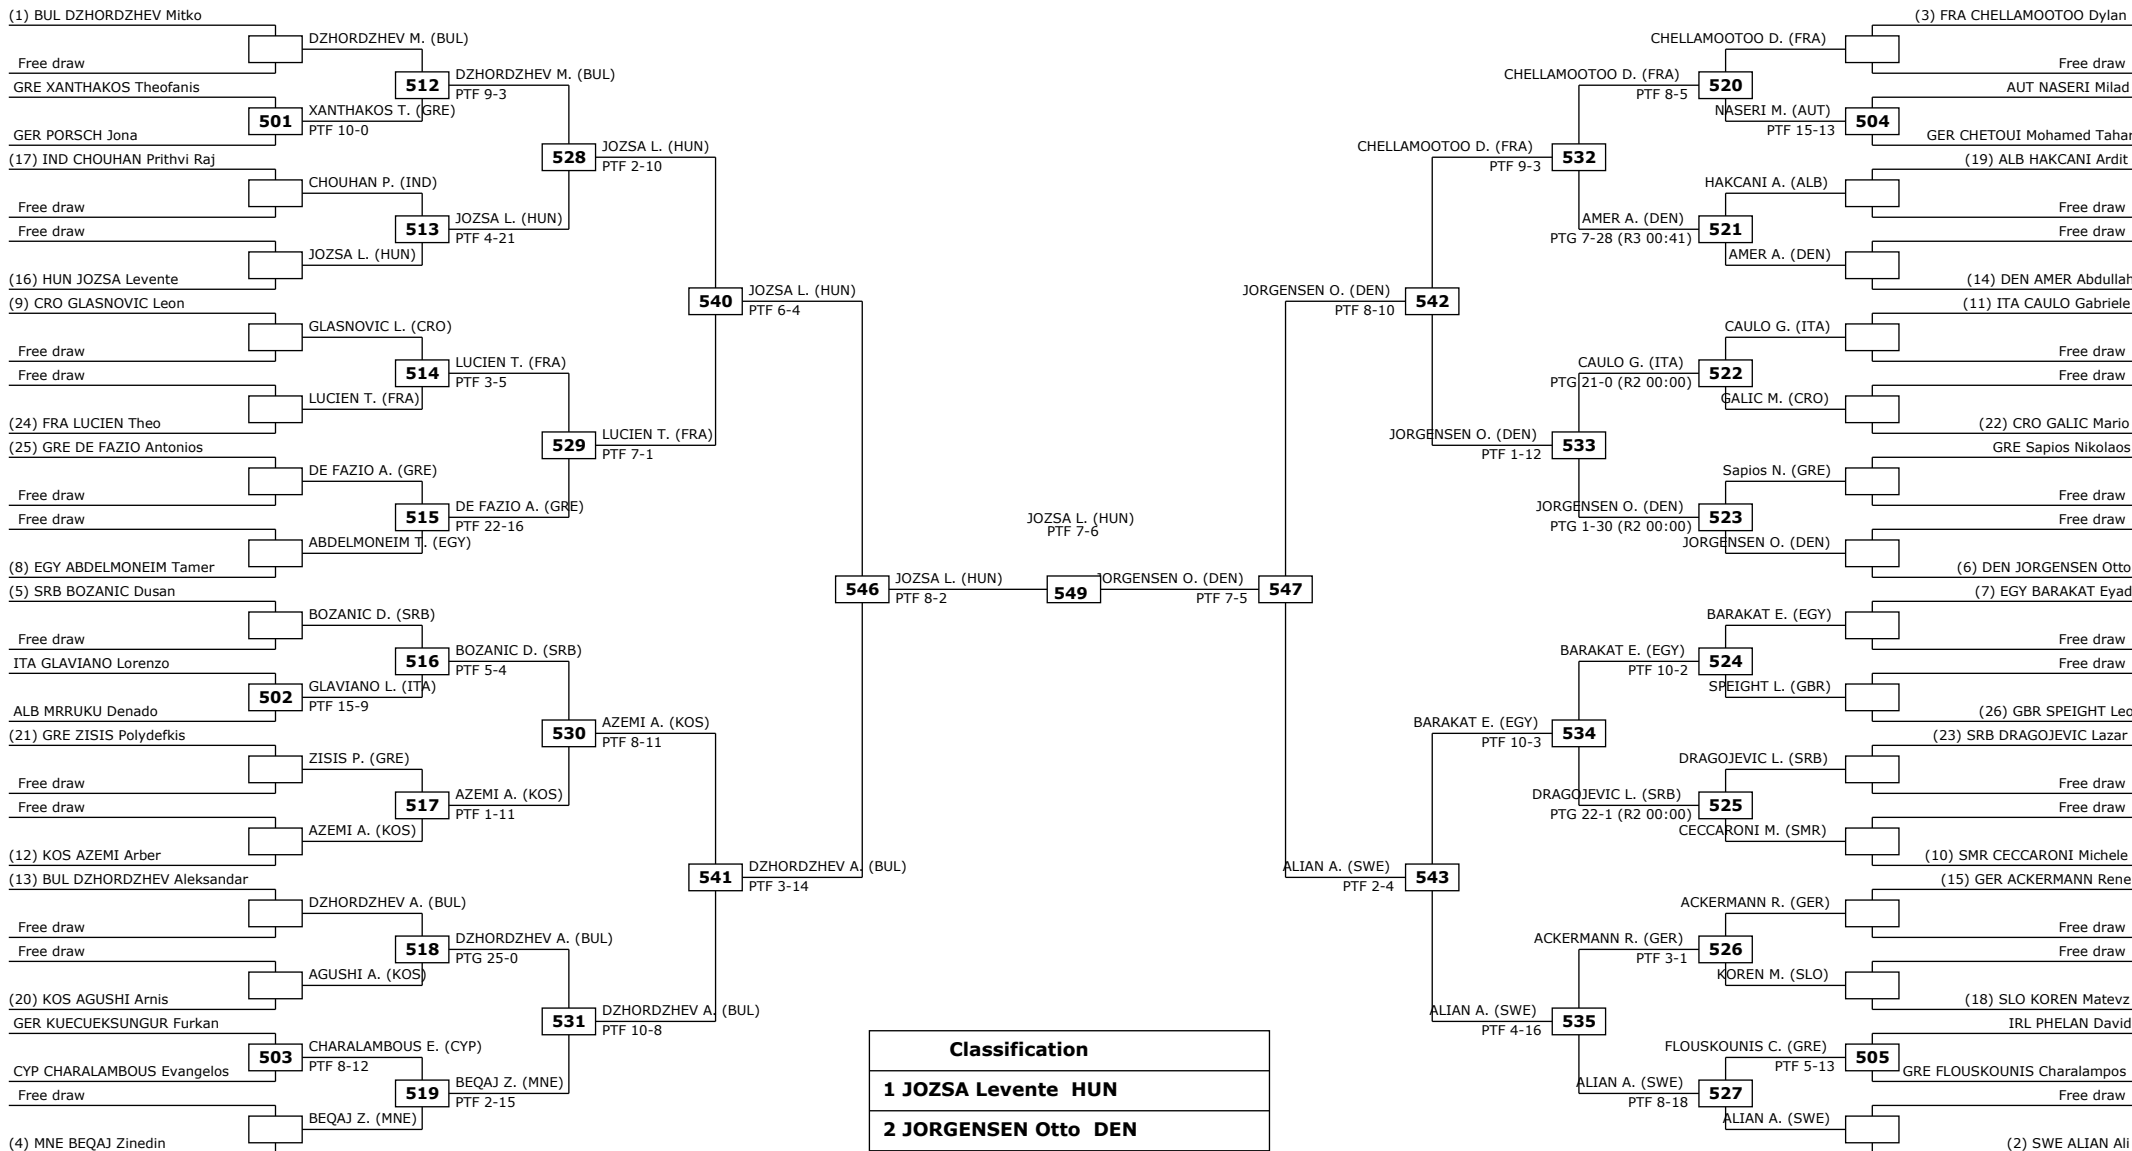 (1) BUL DZHORDZHEV Mitko
Free draw
GRE XANTHAKOS Theofanis
GER PORSCH Jona
(17) IND CHOUHAN Prithvi Raj
Free draw
Free draw
(16) HUN JOZSA Levente
(9) CRO GLASNOVIC Leon
Free draw
Free draw
(24) FRA LUCIEN Theo
(25) GRE DE FAZIO Antonios
Free draw
Free draw
(8) EGY ABDELMONEIM Tamer
(5) SRB BOZANIC Dusan
Free draw
ITA GLAVIANO Lorenzo
ALB MRRUKU Denado
(21) GRE ZISIS Polydefkis
Free draw
Free draw
(12) KOS AZEMI Arber
(13) BUL DZHORDZHEV Aleksandar
Free draw
Free draw
(20) KOS AGUSHI Arnis
GER KUECUEKSUNGUR Furkan
CYP CHARALAMBOUS Evangelos
Free draw
(4) MNE BEQAJ Zinedin
DZHORDZHEV M. (BUL)
501
XANTHAKOS T. (GRE)
PTF 10-0
CHOUHAN P. (IND)
JOZSA L. (HUN)
GLASNOVIC L. (CRO)
LUCIEN T. (FRA)
DE FAZIO A. (GRE)
ABDELMONEIM T. (EGY)
BOZANIC D. (SRB)
502
GLAVIANO L. (ITA)
PTF 15-9
ZISIS P. (GRE)
AZEMI A. (KOS)
DZHORDZHEV A. (BUL)
AGUSHI A. (KOS)
503
CHARALAMBOUS E. (CYP)
PTF 8-12
BEQAJ Z. (MNE)
512
DZHORDZHEV M. (BUL)
PTF 9-3
513
JOZSA L. (HUN)
PTF 4-21
514
LUCIEN T. (FRA)
PTF 3-5
515
DE FAZIO A. (GRE)
PTF 22-16
516
BOZANIC D. (SRB)
PTF 5-4
517
AZEMI A. (KOS)
PTF 1-11
518
DZHORDZHEV A. (BUL)
PTG 25-0
519
BEQAJ Z. (MNE)
PTF 2-15
528
JOZSA L. (HUN)
PTF 2-10
529
LUCIEN T. (FRA)
PTF 7-1
530
AZEMI A. (KOS)
PTF 8-11
531
DZHORDZHEV A. (BUL)
PTF 10-8
540
JOZSA L. (HUN)
PTF 6-4
541
DZHORDZHEV A. (BUL)
PTF 3-14
546
JOZSA L. (HUN)
PTF 8-2
JOZSA L. (HUN)
PTF 7-6
549
JORGENSEN O. (DEN)
PTF 7-5
547
JORGENSEN O. (DEN)
PTF 8-10
542
ALIAN A. (SWE)
PTF 2-4
543
CHELLAMOOTOO D. (FRA)
PTF 9-3
532
JORGENSEN O. (DEN)
PTF 1-12
533
BARAKAT E. (EGY)
PTF 10-3
534
ALIAN A. (SWE)
PTF 4-16
535
CHELLAMOOTOO D. (FRA)
PTF 8-5
520
AMER A. (DEN)
PTG 7-28 (R3 00:41)
521
CAULO G. (ITA)
PTG 21-0 (R2 00:00)
522
JORGENSEN O. (DEN)
PTG 1-30 (R2 00:00)
523
BARAKAT E. (EGY)
PTF 10-2
524
DRAGOJEVIC L. (SRB)
PTG 22-1 (R2 00:00)
525
ACKERMANN R. (GER)
PTF 3-1
526
ALIAN A. (SWE)
PTF 8-18
527
CHELLAMOOTOO D. (FRA)
NASERI M. (AUT)
PTF 15-13
504
HAKCANI A. (ALB)
AMER A. (DEN)
CAULO G. (ITA)
GALIC M. (CRO)
Sapios N. (GRE)
JORGENSEN O. (DEN)
BARAKAT E. (EGY)
SPEIGHT L. (GBR)
DRAGOJEVIC L. (SRB)
CECCARONI M. (SMR)
ACKERMANN R. (GER)
KOREN M. (SLO)
FLOUSKOUNIS C. (GRE)
PTF 5-13
505
ALIAN A. (SWE)
(3) FRA CHELLAMOOTOO Dylan
Free draw
AUT NASERI Milad
GER CHETOUI Mohamed Tahar
(19) ALB HAKCANI Ardit
Free draw
Free draw
(14) DEN AMER Abdullah
(11) ITA CAULO Gabriele
Free draw
Free draw
(22) CRO GALIC Mario
GRE Sapios Nikolaos
Free draw
Free draw
(6) DEN JORGENSEN Otto
(7) EGY BARAKAT Eyad
Free draw
Free draw
(26) GBR SPEIGHT Leo
(23) SRB DRAGOJEVIC Lazar
Free draw
Free draw
(10) SMR CECCARONI Michele
(15) GER ACKERMANN Rene
Free draw
Free draw
(18) SLO KOREN Matevz
IRL PHELAN David
GRE FLOUSKOUNIS Charalampos
Free draw
(2) SWE ALIAN Ali
Classification
1 JOZSA Levente HUN
2 JORGENSEN Otto DEN